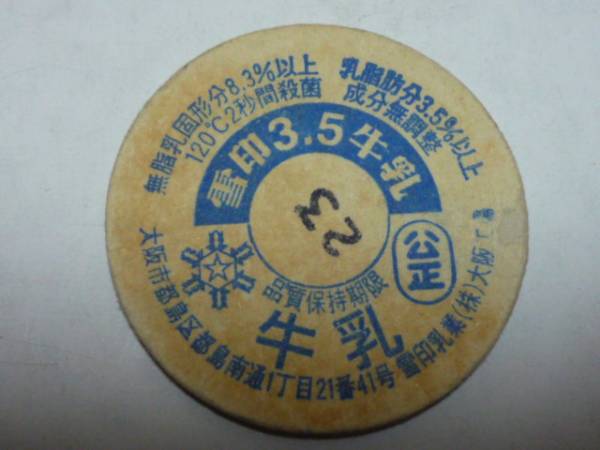 無脂乳固形分8.3%以上 乳脂肪分3.5%以上
120℃2秒間殺菌 成分無調整
雪印3.5牛乳
23
公正
品質保持期限
牛乳
大阪市都島区都島南通1丁目21番41号 雪印乳業(株)大阪工場